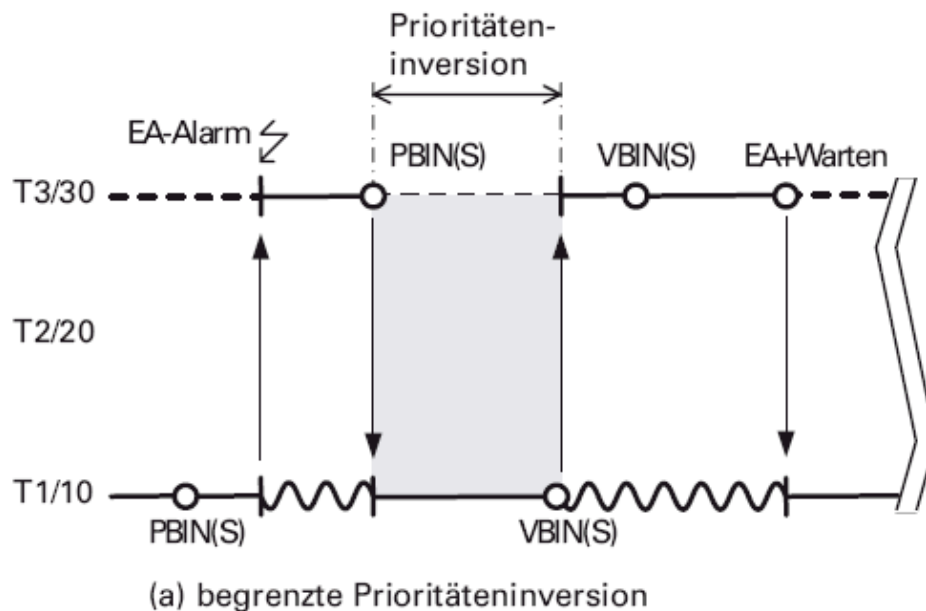 Prioritäten-
inversion
EA-Alarm
PBIN(S)
VBIN(S)
EA+Warten
T3/30
T2/20
T1/10
PBIN(S)
VBIN(S)
(a) begrenzte Prioritäteninversion